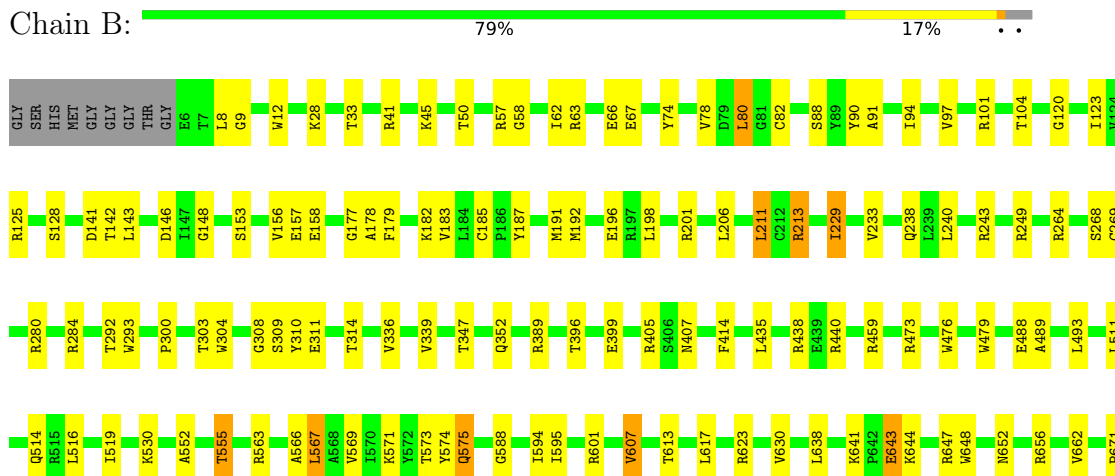 Chain B:
79% 17% • •
GLY SER HIS MET GLY GLY GLY THR GLY E6 T7 L8 G9 W12 K28 T33 R41 K45 T50 R57 G58 I62 R63 E66 E67 Y74 V78 D79 L80 G81 C82 S88 Y89 Y90 A91 I94 V97 R101 T104 G120 I123 V124
R125 S128 D141 T142 L143 D146 I147 G148 S153 V156 E157 E158 G177 A178 F179 K182 V183 L184 C185 P186 Y187 M191 M192 E196 R197 L198 R201 L206 L211 C212 R213 I229 V233 Q238 L239 L240 R243 R249 R264 S268
R280 R284 T292 W293 P300 T303 W304 G308 S309 Y310 E311 T314 V336 V339 T347 Q352 R389 T396 E399 R405 S406 N407 F414 L435 R438 E439 R440 R459 R473 W476 W479 E488 A489 L493 L511
Q514 R515 L516 I519 K530 A552 T555 R563 A566 L567 A568 V569 I570 K571 Y572 T573 Y574 Q575 G588 I594 I595 R601 V607 T613 L617 R623 V630 L638 K641 P642 E643 K644 R647 W648 N652 R656 V662